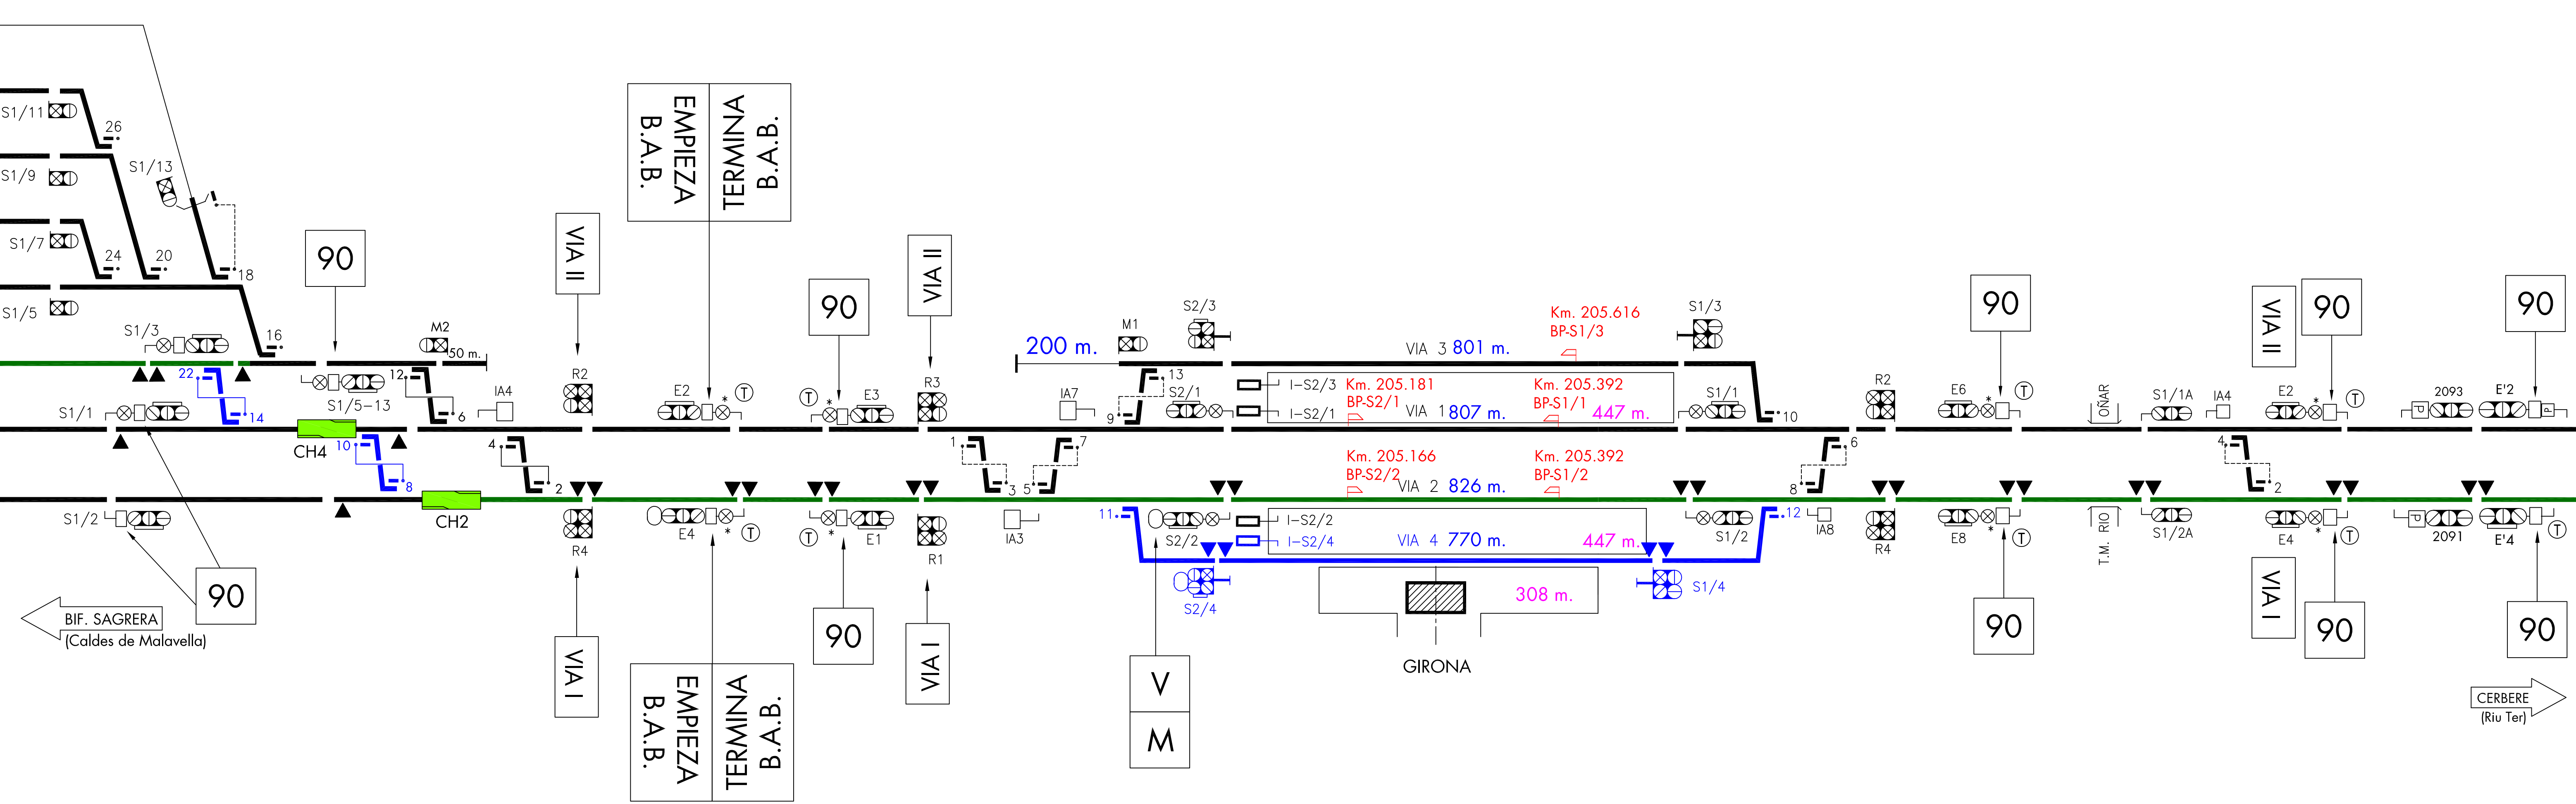 S1/11
26
S1/9
S1/13
S1/7
24
20
18
S1/5
16
S1/3
22
90
M2
50 m.
12
S1/5-13
6
IA4
S1/1
14
CH4
10
8
4
2
CH2
S1/2
90
BIF. SAGRERA
(Caldes de Malavella)
VIA II
R2
R4
VIA I
EMPIEZA
B.A.B.
TERMINA
B.A.B.
E2
*
T
E4
*
T
EMPIEZA
B.A.B.
TERMINA
B.A.B.
90
T
*
E3
T
*
E1
90
VIA II
R3
R1
VIA I
1
3
5
7
IA3
IA7
200 m.
M1
9
13
S2/3
S2/1
I-S2/3
I-S2/1
VIA 3 801 m.
Km. 205.616
BP-S1/3
S1/3
Km. 205.181
BP-S2/1
VIA 1 807 m.
Km. 205.392
BP-S1/1
447 m.
S1/1
10
Km. 205.166
BP-S2/2
VIA 2 826 m.
Km. 205.392
BP-S1/2
11
S2/2
I-S2/2
I-S2/4
VIA 4 770 m.
447 m.
S1/2
12
S2/4
S1/4
308 m.
GIRONA
V
M
6
8
IA8
R2
R4
90
E6
*
T
E8
*
T
90
OÑAR
T.M. RIO
S1/1A
S1/2A
IA4
4
2
VIA II
90
E2
*
T
E4
*
T
VIA I
90
P
2093
E'2
P
90
P
2091
E'4
T
90
CERBERE
(Riu Ter)